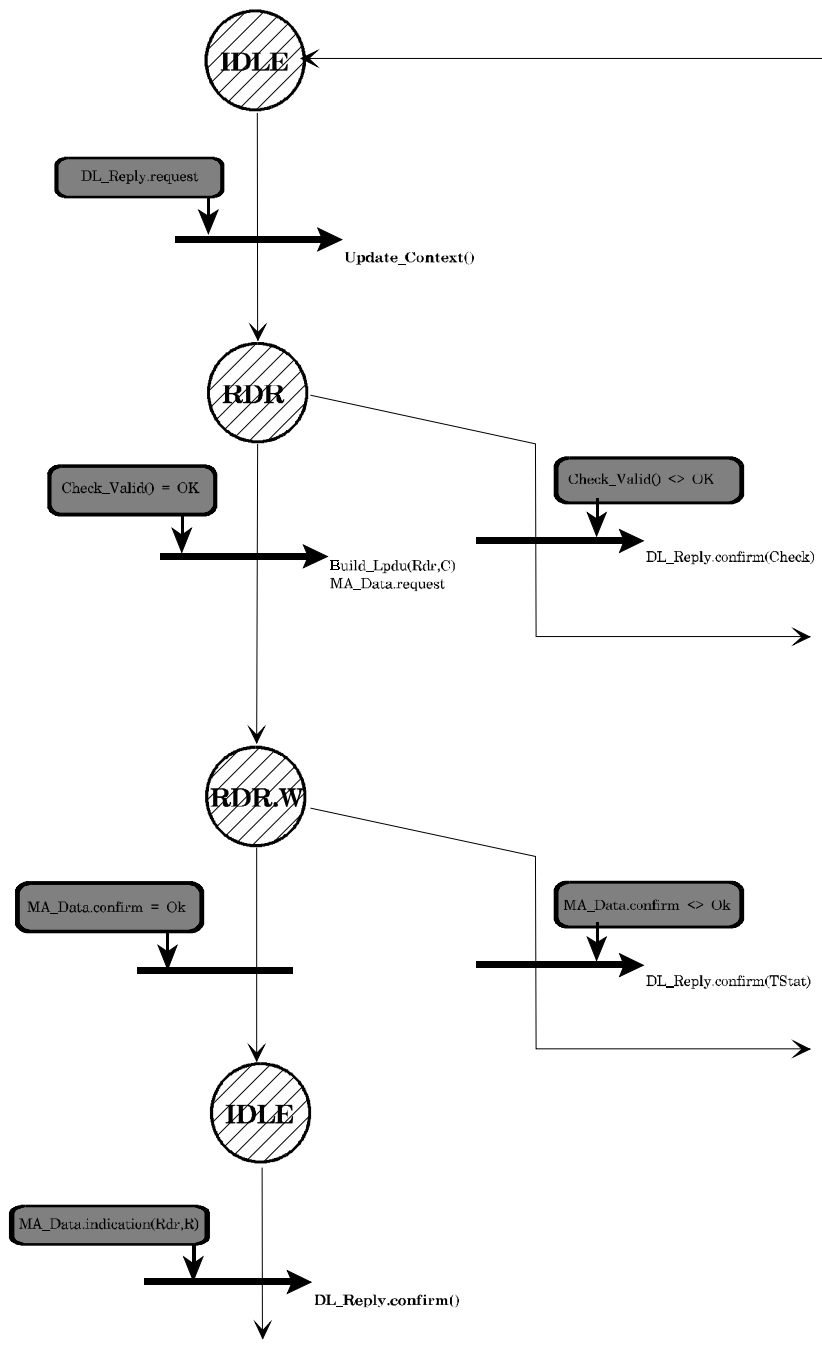 IDLE
DL_Reply.request
Update_Context()
RDR
Check_Valid() = OK
Check_Valid() <> OK
Build_Lpdu(Rdr,C)
MA_Data.request
DL_Reply.confirm(Check)
RDR.W
MA_Data.confirm = Ok
MA_Data.confirm <> Ok
DL_Reply.confirm(TStat)
IDLE
MA_Data.indication(Rdr,R)
DL_Reply.confirm()